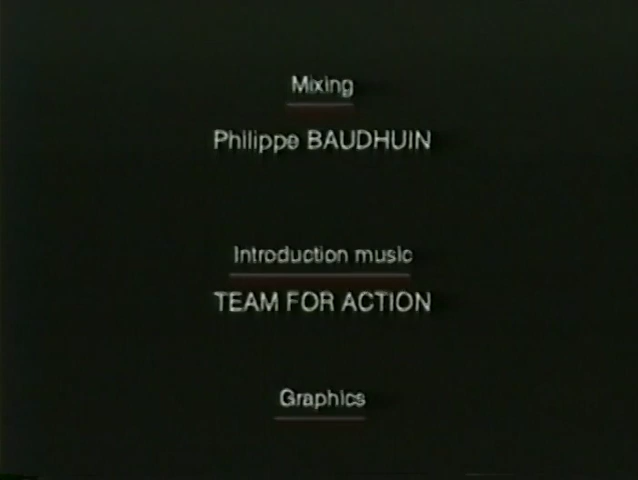 Mixing
Philippe BAUDHUIN
Introduction music
TEAM FOR ACTION
Graphics